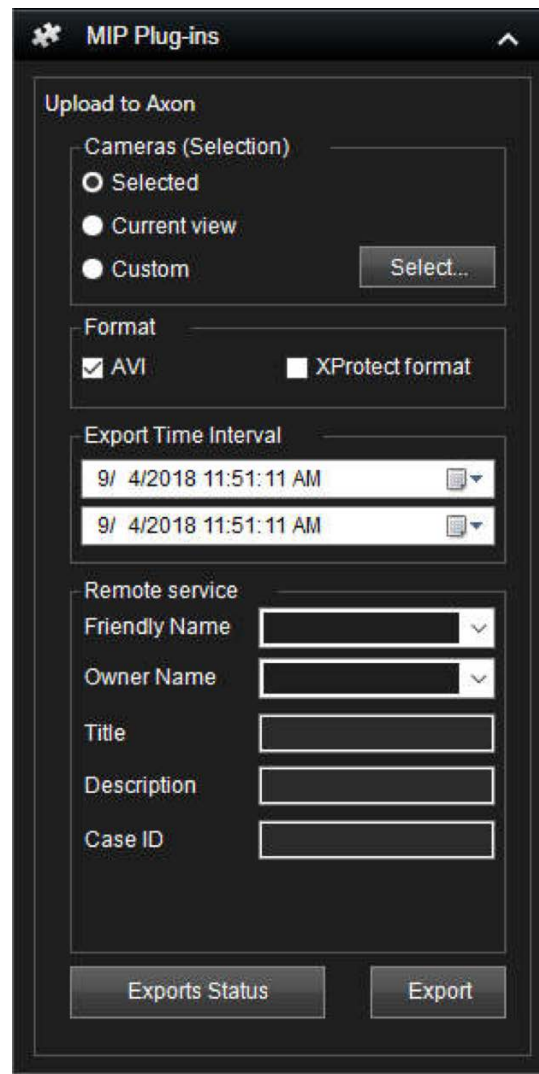 MIP Plug-ins
Upload to Axon
Cameras (Selection)
Selected
Current view
Custom
Select...
Format
AVI
XProtect format
Export Time Interval
9/ 4/2018 11:51:11 AM
9/ 4/2018 11:51:11 AM
Remote service
Friendly Name
Owner Name
Title
Description
Case ID
Exports Status
Export